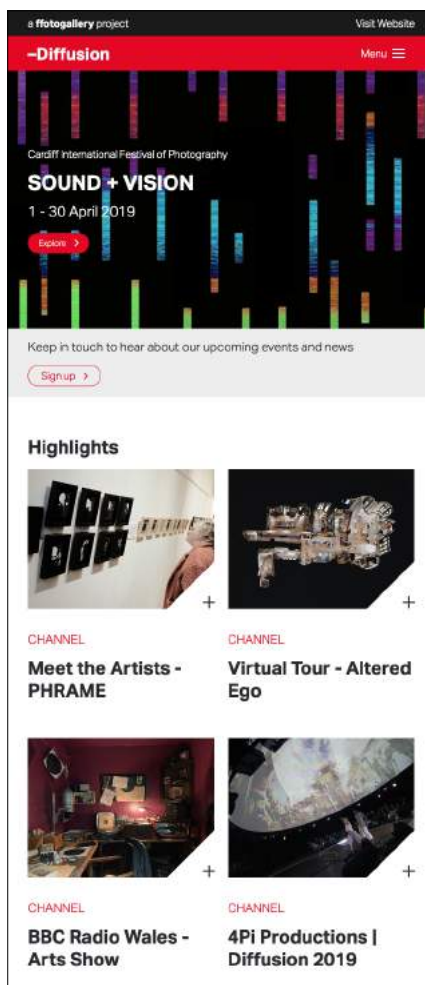 a ffotogallery project
Visit Website
–Diffusion
Menu
Cardiff International Festival of Photography
SOUND + VISION
1 - 30 April 2019
Explore >
Keep in touch to hear about our upcoming events and news
Sign up >
Highlights
CHANNEL
Meet the Artists -
PHRAME
CHANNEL
Virtual Tour - Altered
Ego
CHANNEL
BBC Radio Wales -
Arts Show
CHANNEL
4Pi Productions |
Diffusion 2019